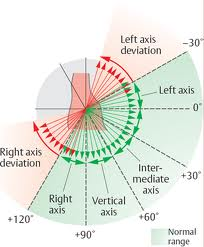 Left axis
deviation
−30°
Left axis
0°
Right axis
deviation
Inter-
mediate
axis
+30°
Right
axis
Vertical
axis
+60°
+120°
+90°
Normal
range